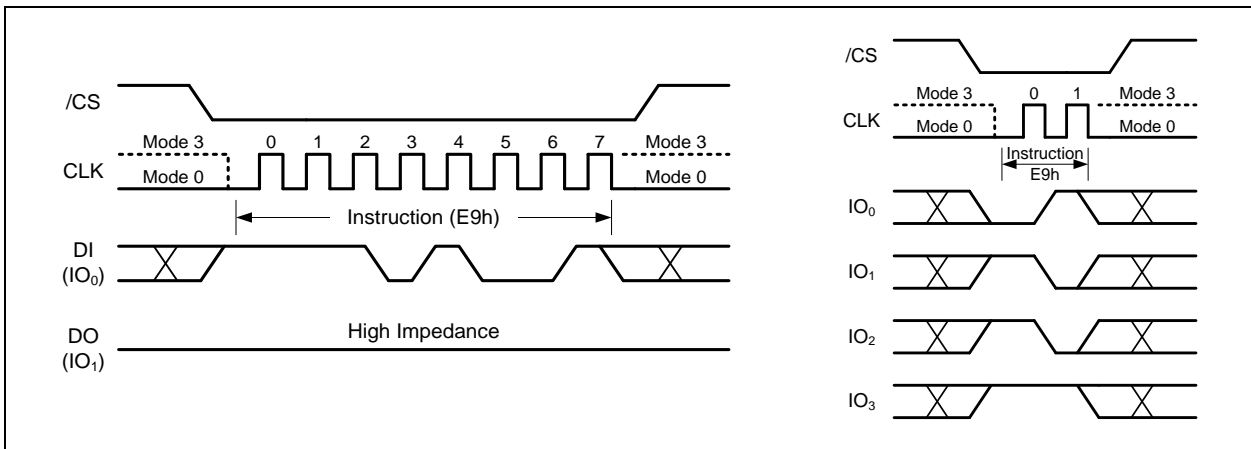 /CS
Mode 3 0 1 2 3 4 5 6 7 Mode 3
CLK
Mode 0 Mode 0
Instruction (E9h)
DI
(IO0)
High Impedance
DO
(IO1)
/CS
Mode 3 0 1 Mode 3
CLK
Mode 0 Mode 0
Instruction
E9h
IO0
IO1
IO2
IO3